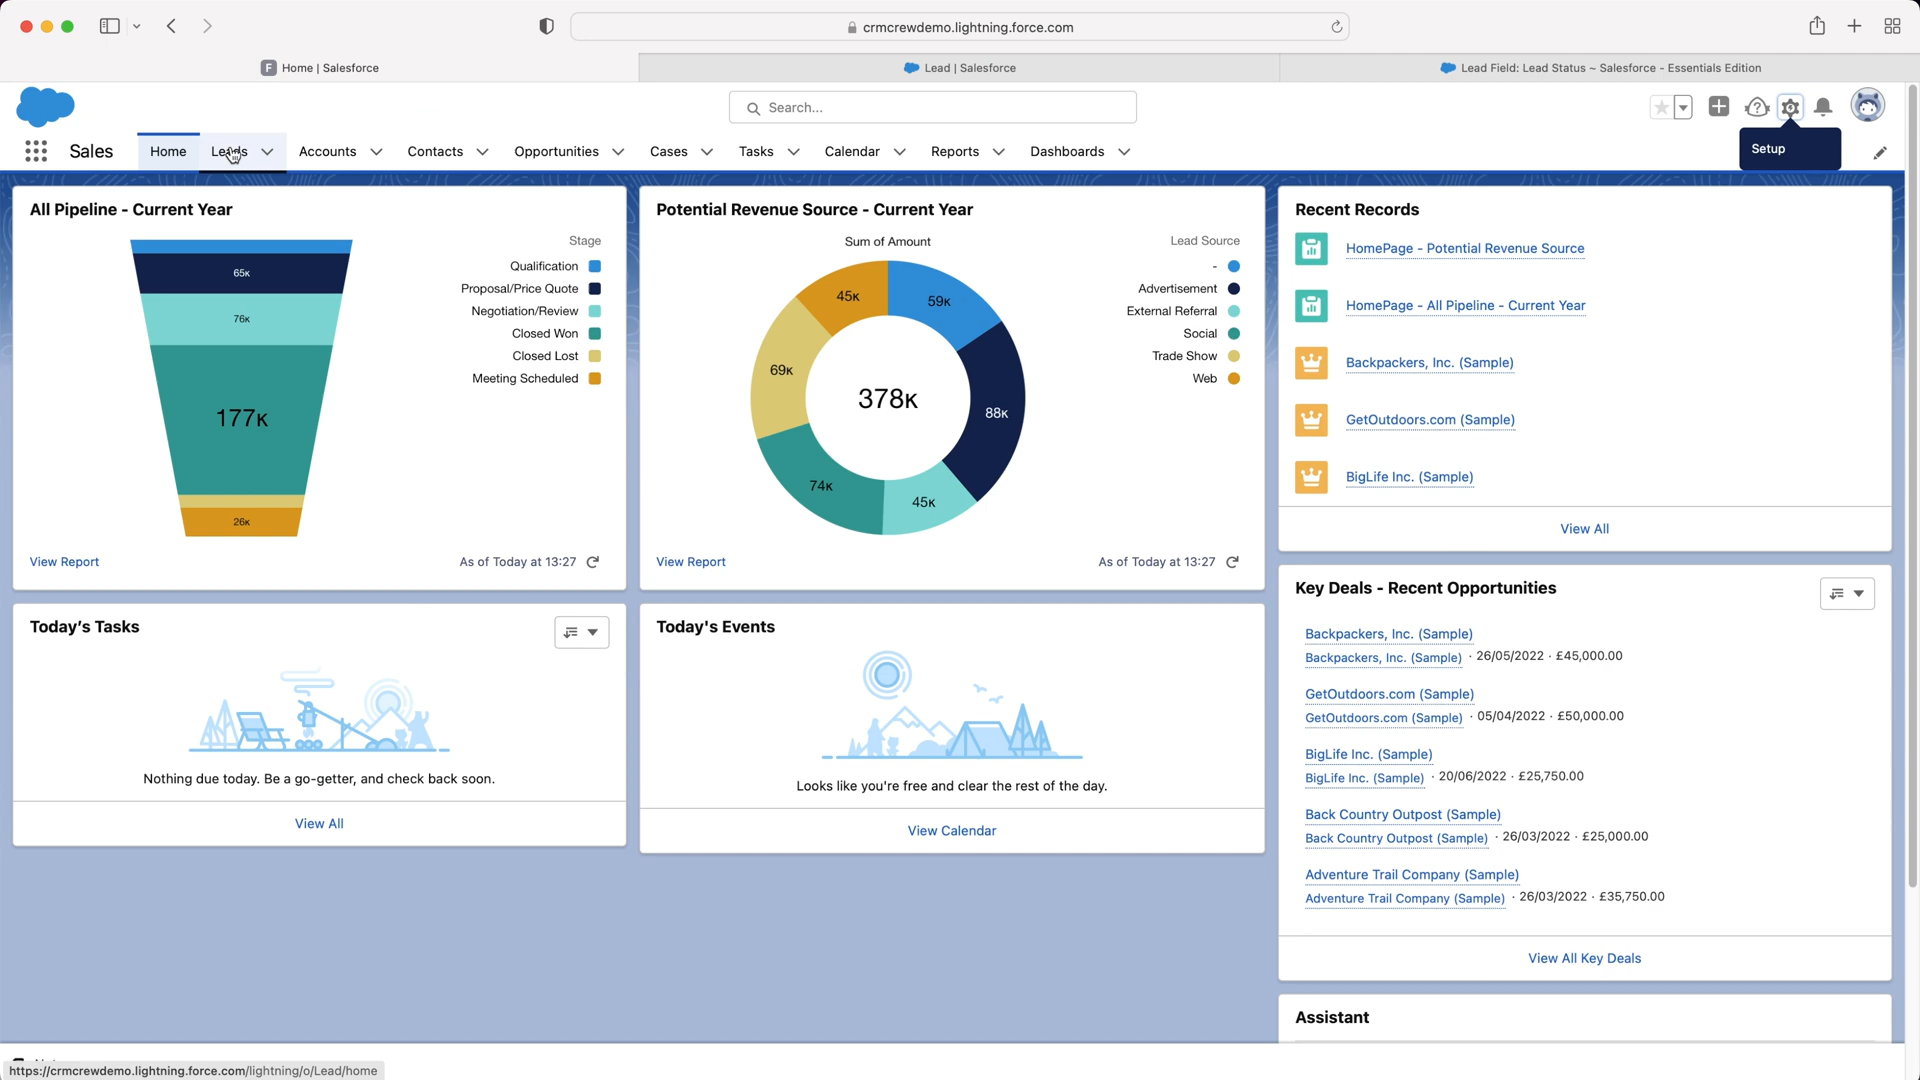 crmcrewdemo.lightning.force.com
F Home | Salesforce
Lead | Salesforce
Lead Field: Lead Status ~ Salesforce - Essentials Edition
Search...
Sales
Home
Leads
Accounts
Contacts
Opportunities
Cases
Tasks
Calendar
Reports
Dashboards
Setup
All Pipeline - Current Year
Stage
Qualification
Proposal/Price Quote
Negotiation/Review
Closed Won
Closed Lost
Meeting Scheduled
65K
76K
177K
26K
View Report
As of Today at 13:27
Potential Revenue Source - Current Year
Sum of Amount
Lead Source
-
Advertisement
External Referral
Social
Trade Show
Web
45K
59K
69K
378K
88K
74K
45K
View Report
As of Today at 13:27
Recent Records
HomePage - Potential Revenue Source
HomePage - All Pipeline - Current Year
Backpackers, Inc. (Sample)
GetOutdoors.com (Sample)
BigLife Inc. (Sample)
View All
Today's Tasks
Nothing due today. Be a go-getter, and check back soon.
View All
Today's Events
Looks like you're free and clear the rest of the day.
View Calendar
Key Deals - Recent Opportunities
Backpackers, Inc. (Sample)
Backpackers, Inc. (Sample) · 26/05/2022 · £45,000.00
GetOutdoors.com (Sample)
GetOutdoors.com (Sample) · 05/04/2022 · £50,000.00
BigLife Inc. (Sample)
BigLife Inc. (Sample) · 20/06/2022 · £25,750.00
Back Country Outpost (Sample)
Back Country Outpost (Sample) · 26/03/2022 · £25,000.00
Adventure Trail Company (Sample)
Adventure Trail Company (Sample) · 26/03/2022 · £35,750.00
View All Key Deals
Assistant
https://crmcrewdemo.lightning.force.com/lightning/o/Lead/home